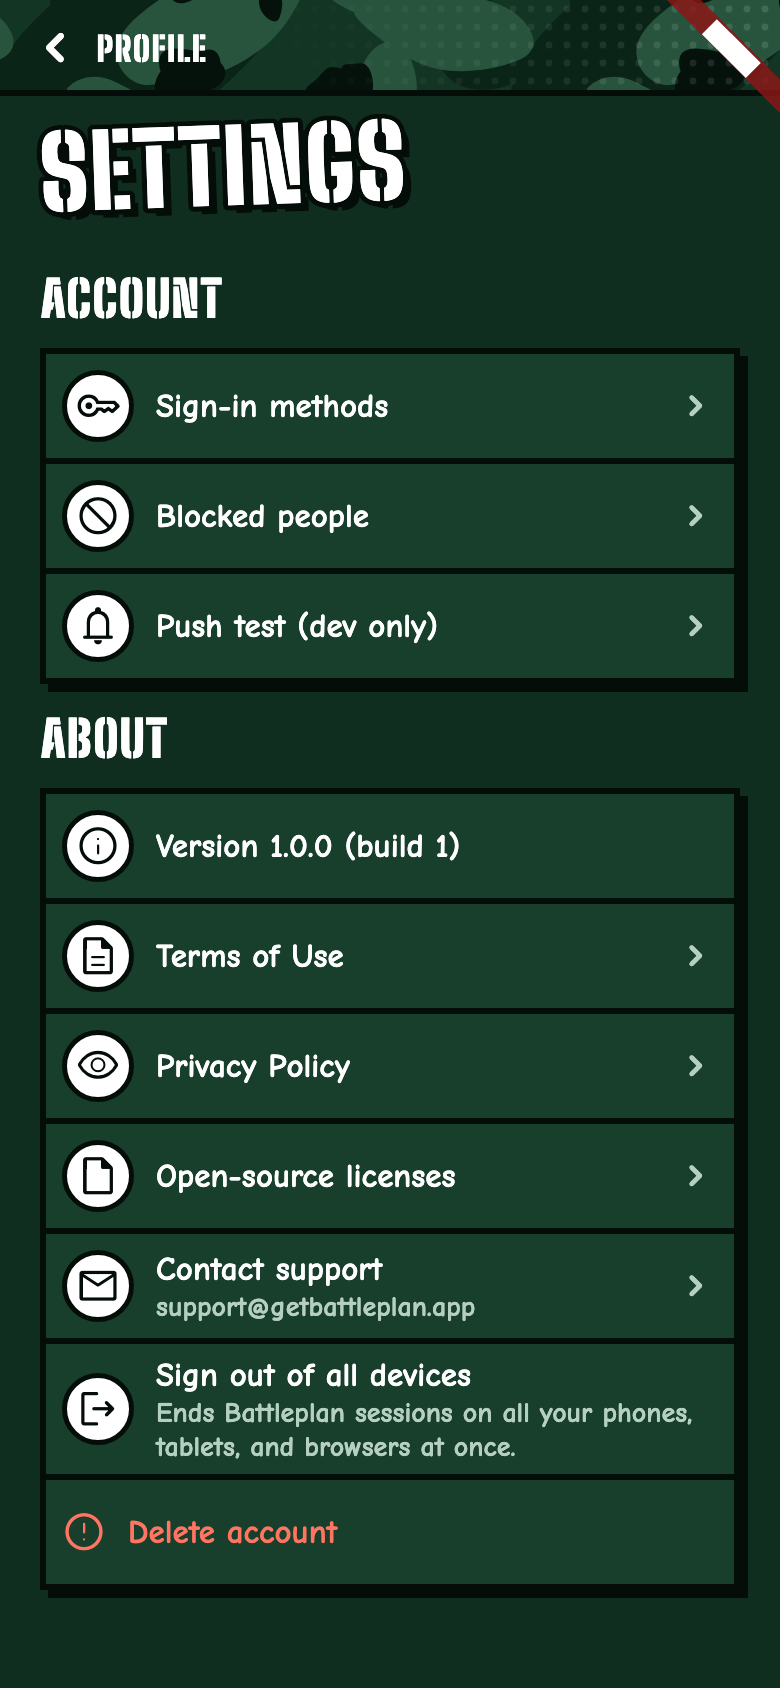 PROFILE
SETTINGS
ACCOUNT
Sign-in methods
Blocked people
Push test (dev only)
ABOUT
Version 1.0.0 (build 1)
Terms of Use
Privacy Policy
Open-source licenses
Contact support
support@getbattleplan.app
Sign out of all devices
Ends Battleplan sessions on all your phones,
tablets, and browsers at once.
Delete account